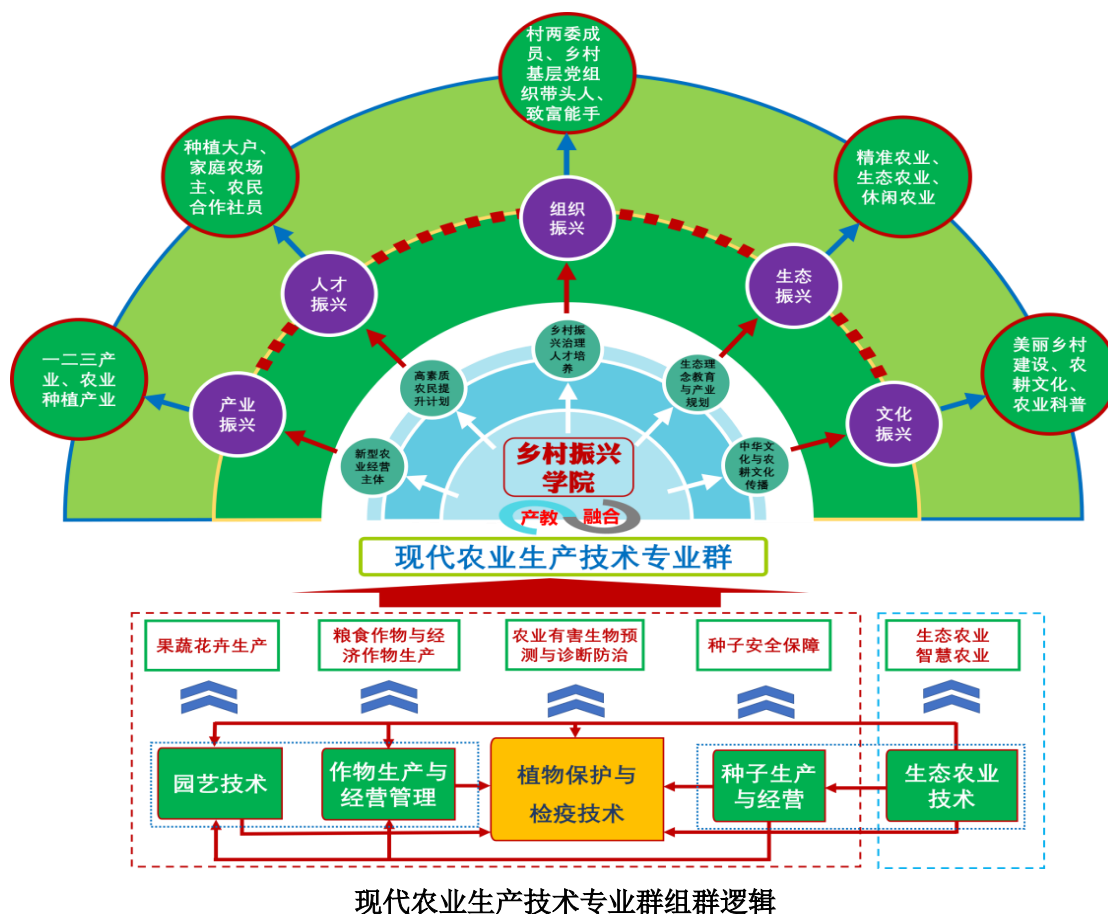 村两委成
员、乡村
基层党组
织带头人、
致富能手
种植大户、
家庭农场
主、农民
合作社员
精准农业、
生态农业、
休闲农业
组织
振兴
人才
振兴
生态
振兴
一二三产
业、农业
种植产业
美丽乡村
建设、农
耕文化、
农业科普
产业
振兴
文化
振兴
乡村振
兴治理
人才培
养
高素质
农民提
升计划
生态理
念教育
与产业
规划
新型农
业经营
主体
中华文
化与农
耕文化
传播
乡村振兴
学院
产教 融合
现代农业生产技术专业群
果蔬花卉生产
粮食作物与经
济作物生产
农业有害生物预
测与诊断防治
种子安全保障
生态农业
智慧农业
园艺技术
作物生产与
经营管理
植物保护与
检疫技术
种子生产
与经营
生态农业
技术
现代农业生产技术专业群组群逻辑